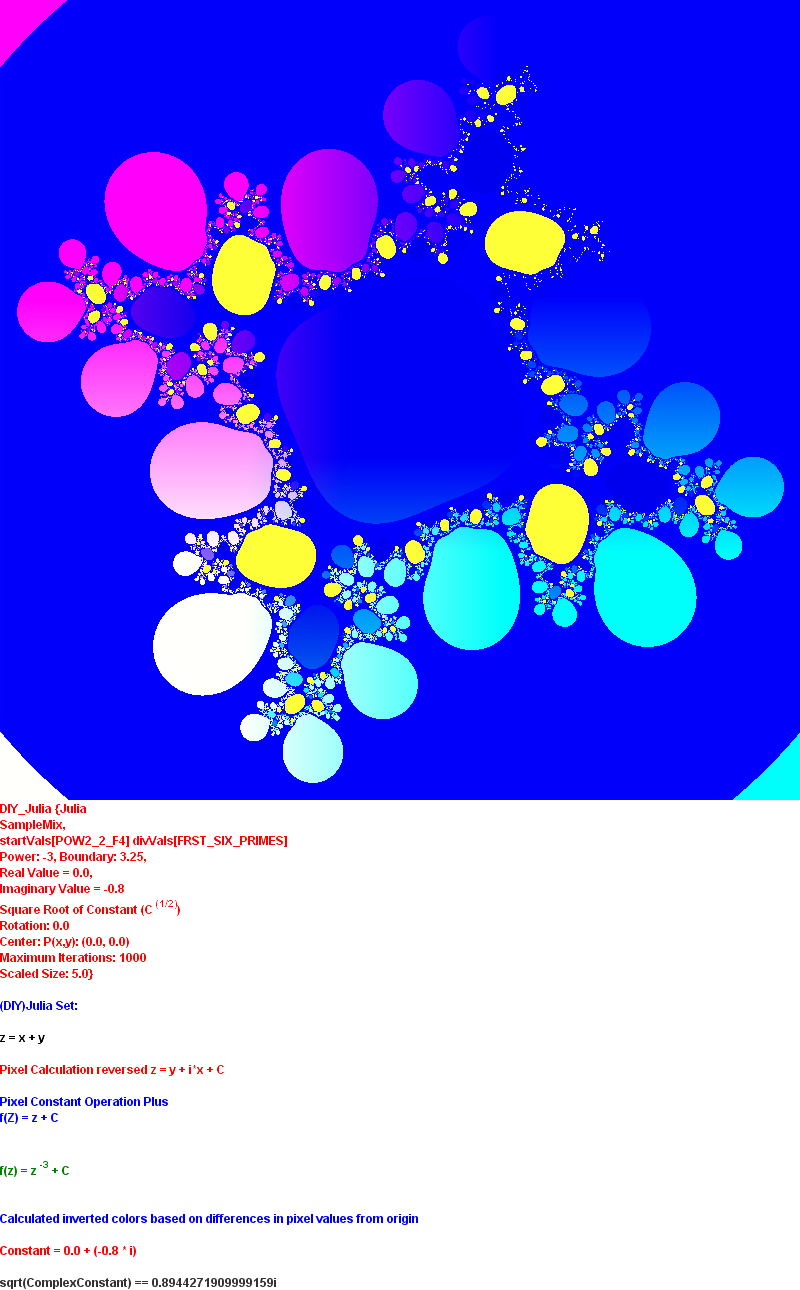 DIY_Julia {Julia
SampleMix,
startVals[POW2_2_F4] divVals[FRST_SIX_PRIMES]
Power: -3, Boundary: 3.25,
Real Value = 0.0,
Imaginary Value = -0.8
Square Root of Constant (C (1/2))
Rotation: 0.0
Center: P(x,y): (0.0, 0.0)
Maximum Iterations: 1000
Scaled Size: 5.0}
(DIY)Julia Set:
z = x + y
Pixel Calculation reversed z = y + i*x + C
Pixel Constant Operation Plus
f(Z) = z + C
f(z) = z -3 + C
Calculated inverted colors based on differences in pixel values from origin
Constant = 0.0 + (-0.8 * i)
sqrt(ComplexConstant) == 0.8944271909999159i